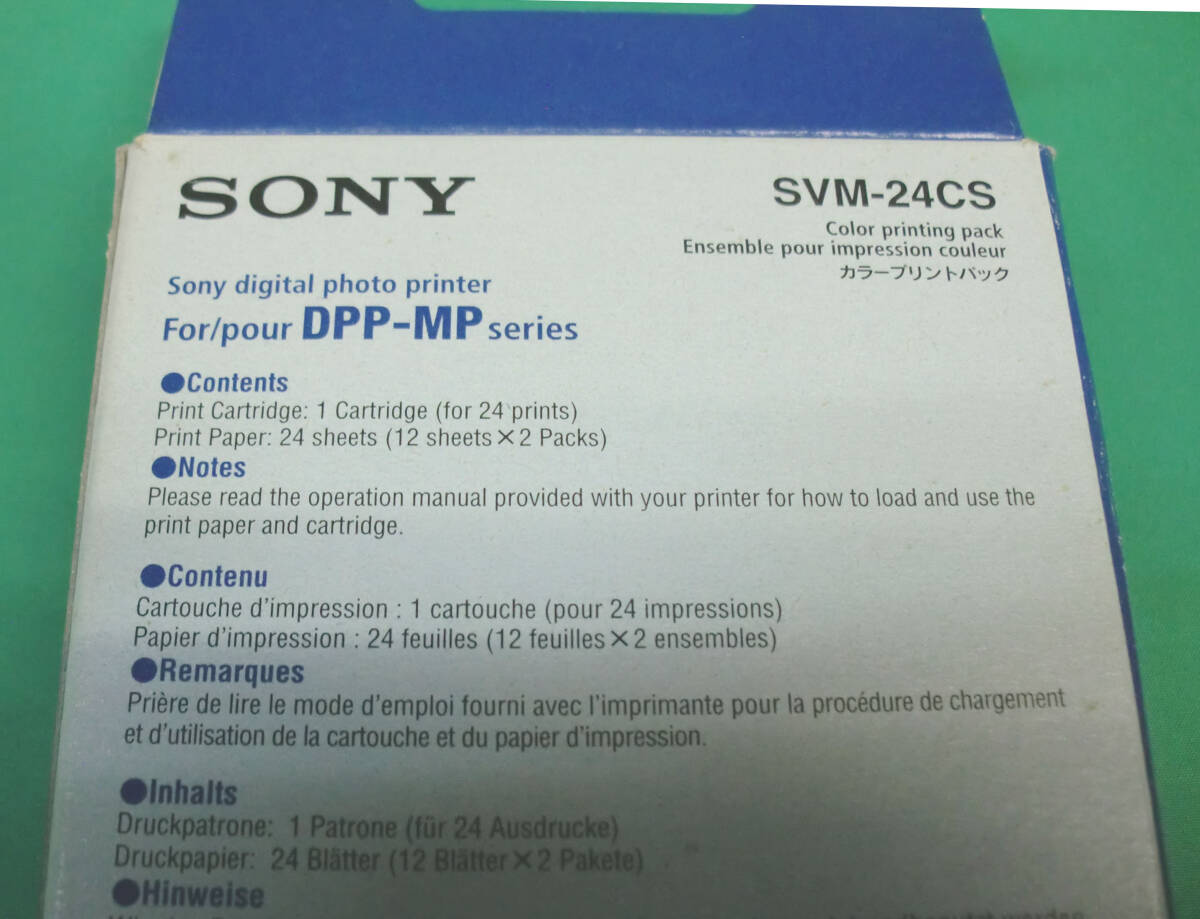 SONY
SVM-24CS
Color printing pack
Ensemble pour impression couleur
カラープリントパック
Sony digital photo printer
For/pour DPP-MP series
●Contents
Print Cartridge: 1 Cartridge (for 24 prints)
Print Paper: 24 sheets (12 sheets×2 Packs)
●Notes
Please read the operation manual provided with your printer for how to load and use the
print paper and cartridge.
●Contenu
Cartouche d'impression : 1 cartouche (pour 24 impressions)
Papier d'impression : 24 feuilles (12 feuilles×2 ensembles)
●Remarques
Prière de lire le mode d'emploi fourni avec l'imprimante pour la procédure de chargement
et d'utilisation de la cartouche et du papier d'impression.
●Inhalts
Druckpatrone: 1 Patrone (für 24 Ausdrucke)
Druckpapier: 24 Blätter (12 Blätter×2 Pakete)
●Hinweise